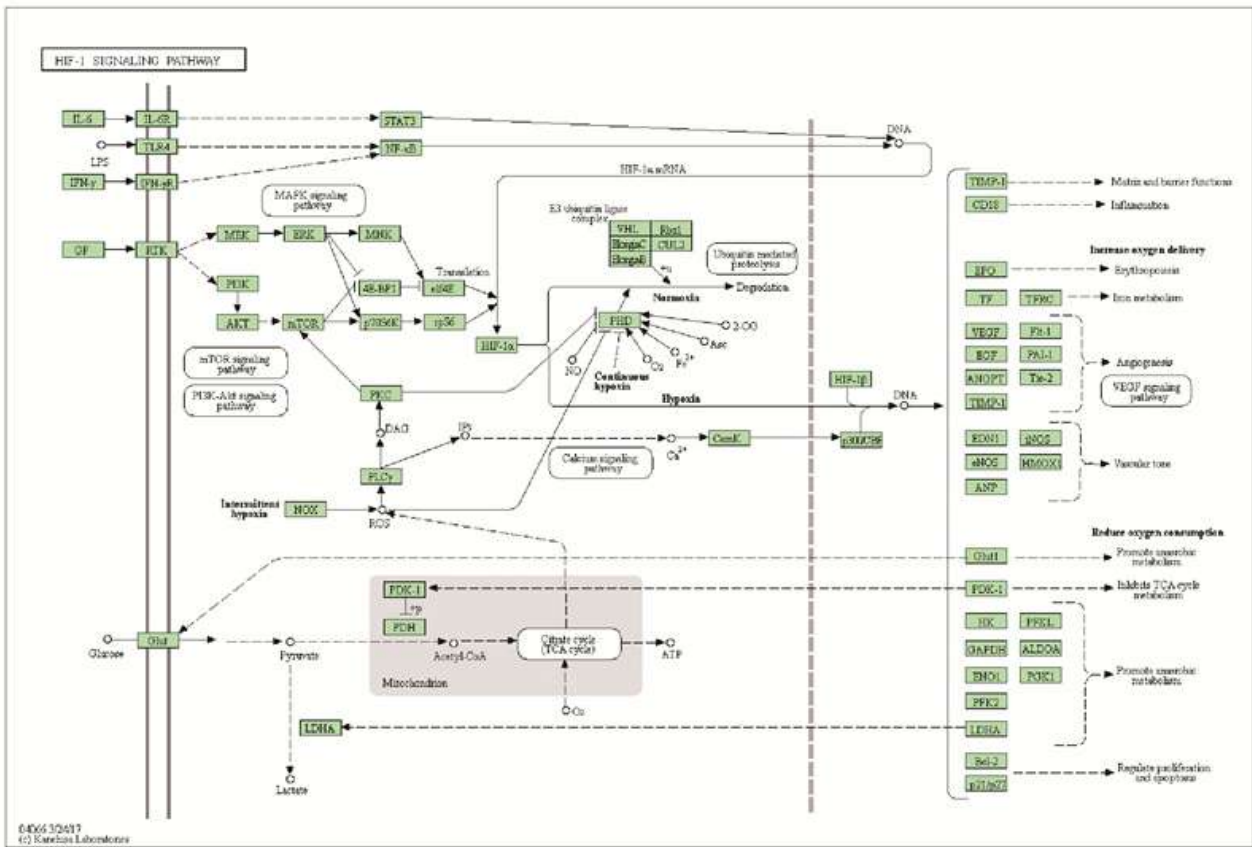 HIF-1 SIGNALING PATHWAY
IL-6
IL-6R
STAT3
DNA
LPS
TLR4
NF-κB
IFN-γ
IFN-γR
HIF-1α mRNA
TIMP-1
Matrix and barrier functions
CD18
Inflamation
MAPK signaling
pathway
E3 ubiquitin ligase
complex
VHL
Rbx1
ElonginC
CUL2
ElonginB
+u
Ubiquitin mediated
proteolysis
GF
RTK
MEK
ERK
MNK
Translation
Increase oxygen delivery
EPO
Erythropoiesis
PI3K
4E-BP1
eIF4E
Normoxia
Degradation
TF
TFRC
Iron metabolism
AKT
mTOR
p70S6K
rpS6
HIF-1α
PHD
2-OG
Asc
Fe2+
O2
NO
Continuous
hypoxia
VEGF
Flt-1
EGF
PAI-1
Angiogenesis
ANGPT
Tie-2
VEGF signaling
pathway
TIMP-1
mTOR signaling
pathway
PI3K-Akt signaling
pathway
PKC
Hypoxia
HIF-1β
DNA
DAG
IP3
Ca2+
CamK
p300/CBP
Calcium signaling
pathway
PLCγ
EDN1
iNOS
eNOS
HMOX1
Vascular tone
ANP
Intermittent
hypoxia
NOX
ROS
Reduce oxygen consumption
Glut1
Promote anaerobic
metabolism
PDK-1
+p
PDH
PDK-1
Inhibits TCA cycle
metabolism
Glucose
Glut
Pyruvate
Acetyl-CoA
Citrate cycle
(TCA cycle)
ATP
Mitochondrion
O2
HK
PFKL
GAPDH
ALDOA
ENO1
PGK1
Promote anaerobic
metabolism
PFK2
LDHA
LDHA
Lactate
Bcl-2
p21/p27
Regulate proliferation
and apoptosis
04066 3/24/17
(c) Kanehisa Laboratories